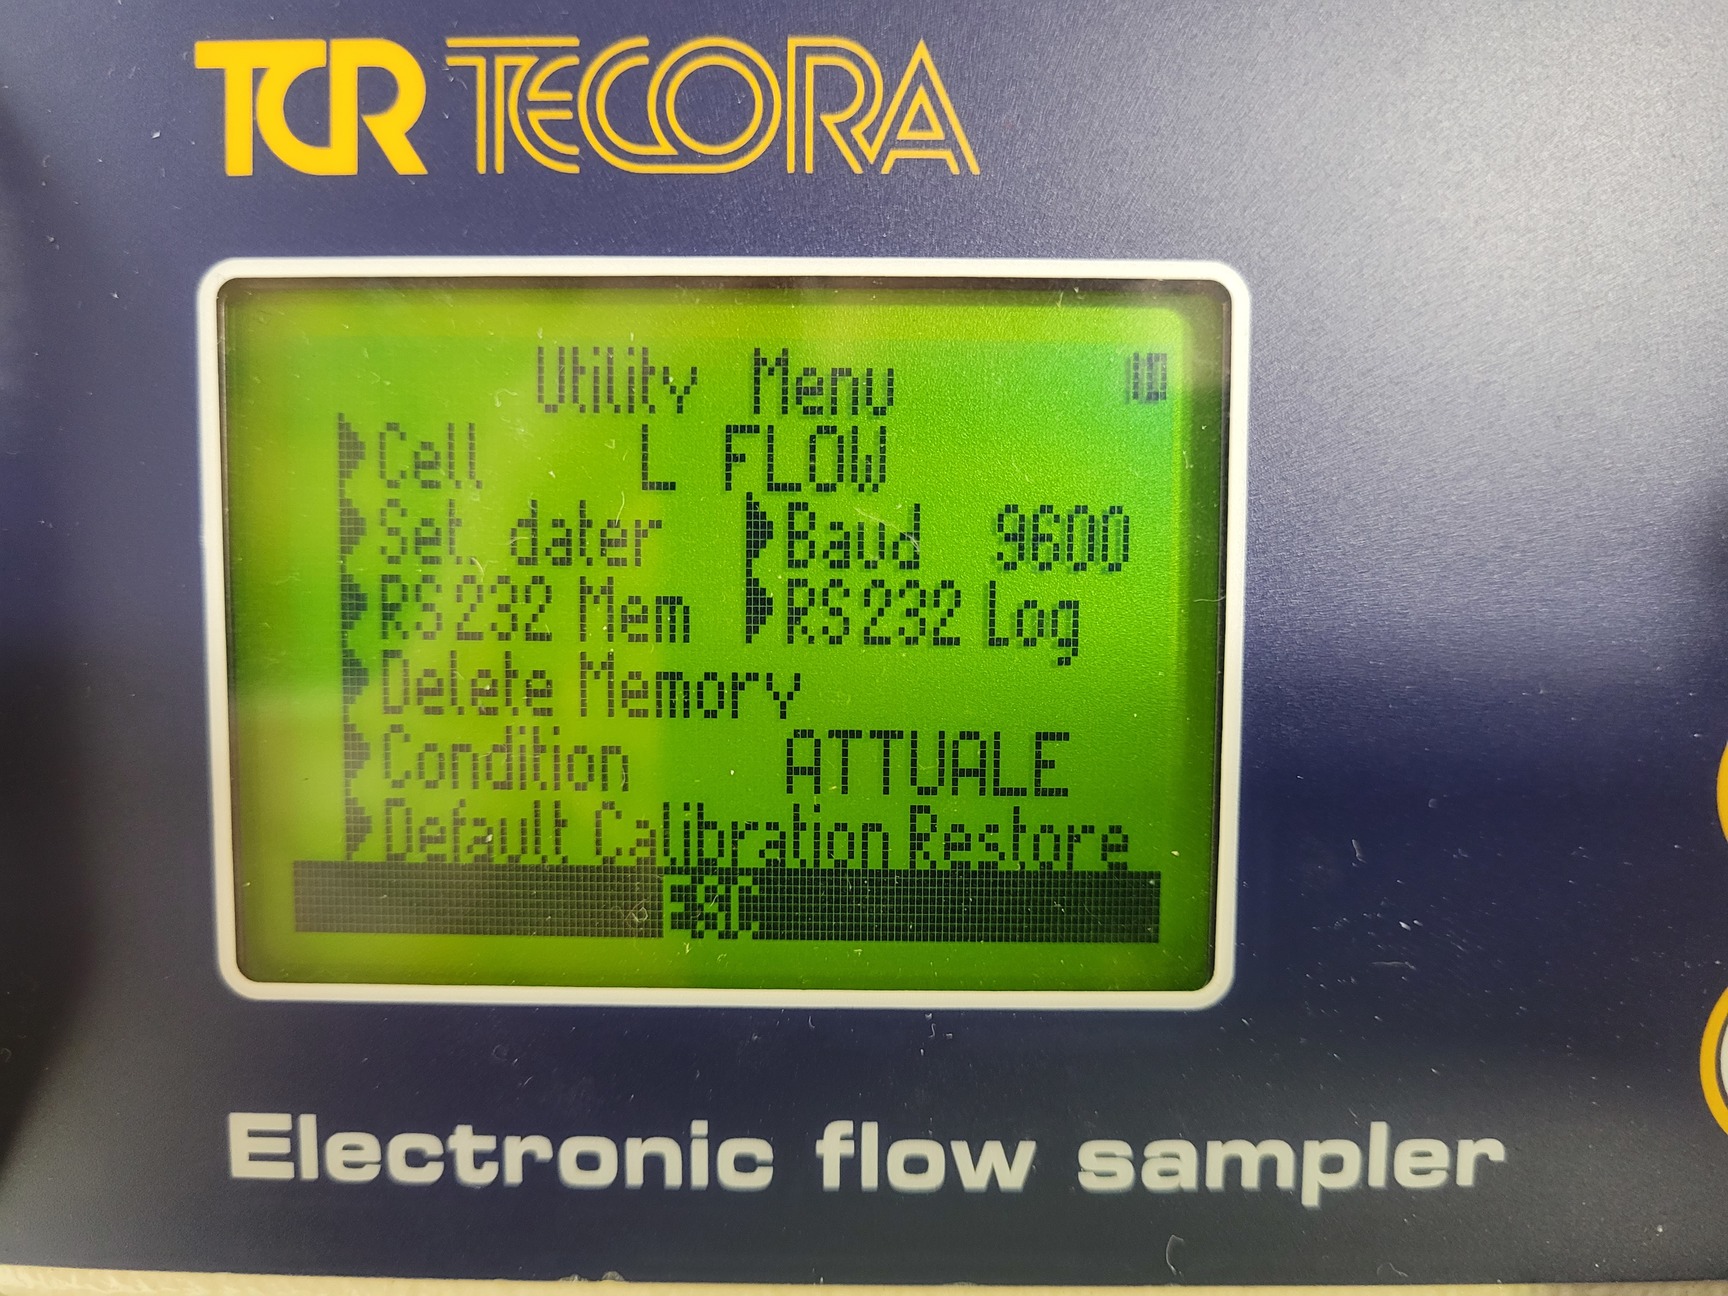 TCR TECORA
Utility Menu
Cell L FLOW
Set dater Baud 9600
RS232 Mem RS232 Log
Delete Memory
Condition ATTUALE
Default Calibration Restore
ESC
Electronic flow sampler